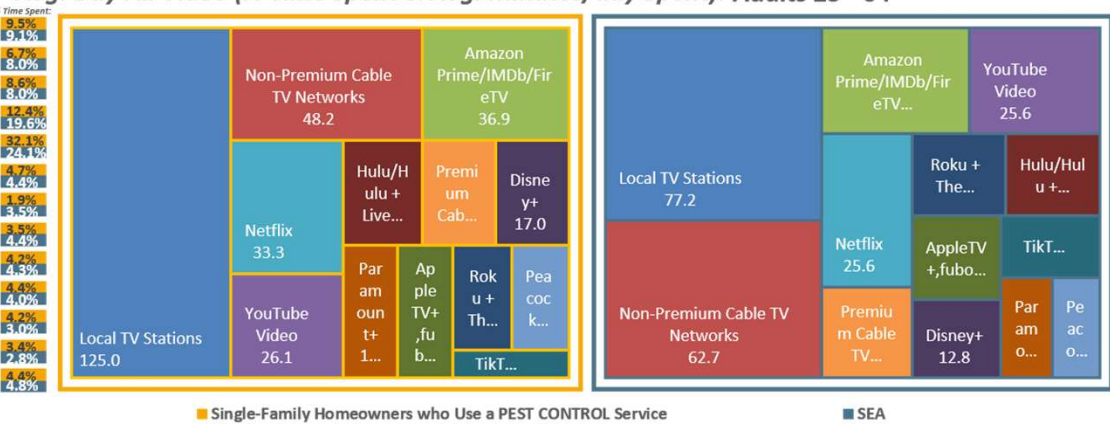 Time Spent:
9.5%
9.1%
6.7%
8.0%
8.6%
8.0%
12.4%
19.6%
32.1%
24.1%
4.7%
4.4%
1.9%
3.5%
3.5%
4.4%
4.2%
4.3%
4.4%
4.0%
4.2%
3.0%
3.4%
2.8%
4.4%
4.8%
Local TV Stations
125.0
Non-Premium Cable
TV Networks
48.2
Amazon
Prime/IMDb/Fir
eTV
36.9
Netflix
33.3
YouTube
Video
26.1
Hulu/H
ulu +
Live...
Premi
um
Cab...
Disne
y+
17.0
Par
am
oun
t+
1...
Ap
ple
TV+
,fu
b...
Rok
u +
Th...
Pea
coc
k...
TikT...
Local TV Stations
77.2
Non-Premium Cable TV
Networks
62.7
Amazon
Prime/IMDb/Fir
eTV...
YouTube
Video
25.6
Netflix
25.6
Premiu
m Cable
TV...
Roku +
The...
Hulu/Hul
u +...
AppleTV
+,fubo...
TikT...
Disney+
12.8
Par
am
o...
Pe
ac
o...
Single-Family Homeowners who Use a PEST CONTROL Service
SEA